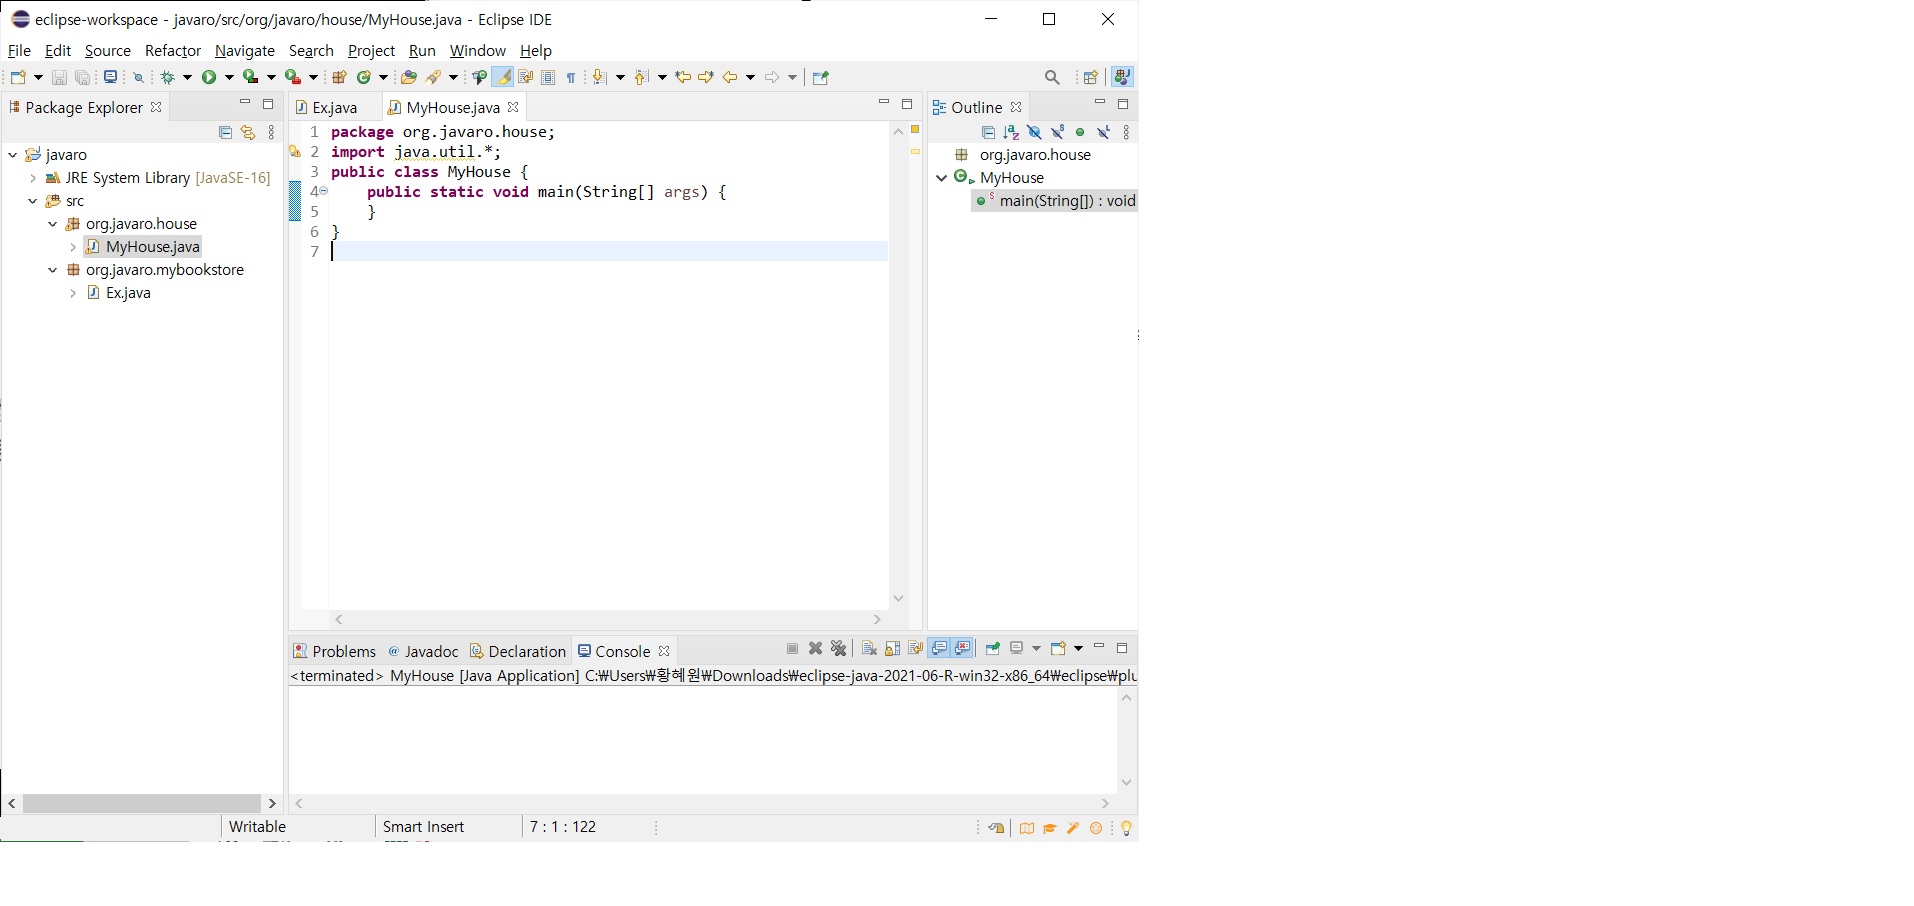 eclipse-workspace - javaro/src/org/javaro/house/MyHouse.java - Eclipse IDE
File Edit Source Refactor Navigate Search Project Run Window Help
Package Explorer
javaro
JRE System Library [JavaSE-16]
src
org.javaro.house
MyHouse.java
org.javaro.mybookstore
Ex.java
Ex.java MyHouse.java
1 package org.javaro.house;
2 import java.util.*;
3 public class MyHouse {
4 public static void main(String[] args) {
5 }
6 }
7
Outline
org.javaro.house
MyHouse
main(String[]) : void
Problems @ Javadoc Declaration Console
<terminated> MyHouse [Java Application] C:₩Users₩황혜원₩Downloads₩eclipse-java-2021-06-R-win32-x86_64₩eclipse₩plu
Writable Smart Insert 7 : 1 : 122